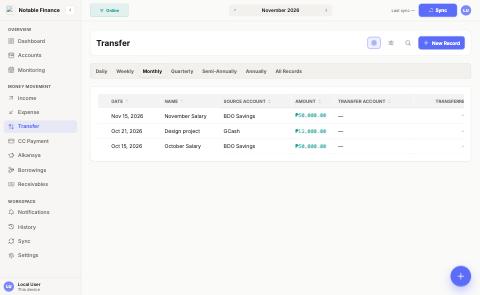 Notable Finance
Online
November 2026
Last sync —
Sync
LU
OVERVIEW
Dashboard
Accounts
Monitoring
MONEY MOVEMENT
Income
Expense
Transfer
CC Payment
Alkansya
Borrowings
Receivables
WORKSPACE
Notifications
History
Sync
Settings
LU
Local User
This device
Transfer
New Record
Daily Weekly Monthly Quarterly Semi-Annually Annually All Records
DATE NAME SOURCE ACCOUNT AMOUNT TRANSFER ACCOUNT TRANSFERRE
Nov 15, 2026 November Salary BDO Savings ₱50,000.00 —
Oct 21, 2026 Design project GCash —
Oct 15, 2026 October Salary BDO Savings ₱50,000.00 —